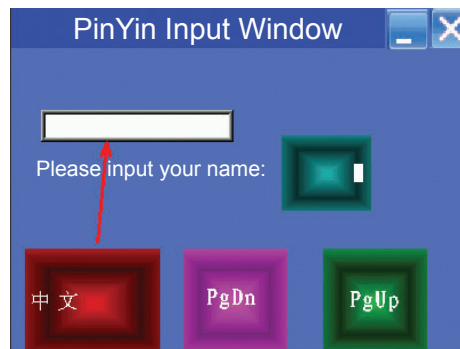 PinYin Input Window
Please input your name:
中文
PgDn
PgUp